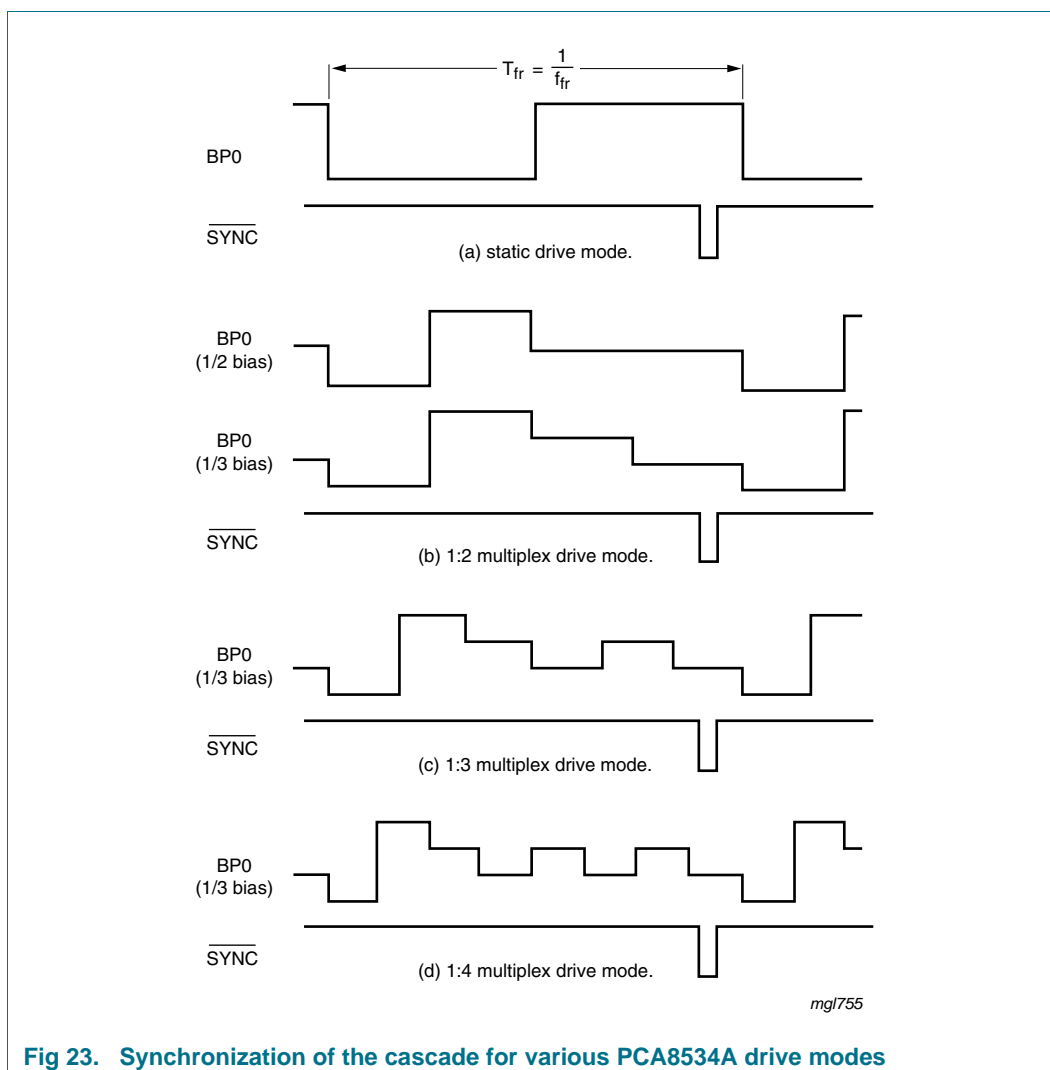 T_fr = 1/f_fr
BP0
SYNC
(a) static drive mode.
BP0
(1/2 bias)
BP0
(1/3 bias)
SYNC
(b) 1:2 multiplex drive mode.
BP0
(1/3 bias)
SYNC
(c) 1:3 multiplex drive mode.
BP0
(1/3 bias)
SYNC
(d) 1:4 multiplex drive mode.
mgl755
Fig 23. Synchronization of the cascade for various PCA8534A drive modes